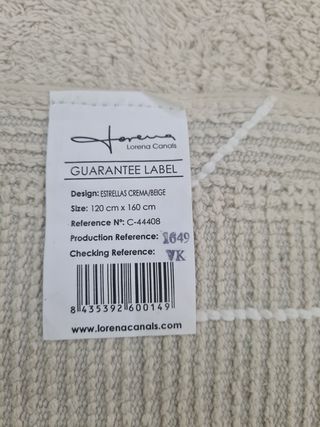 Lorena
Lorena Canals
GUARANTEE LABEL
Design: ESTRELLAS CREMA/BEIGE
Size: 120 cm x 160 cm
Reference Nº: C-44408
Production Reference: 1649
Checking Reference: VK
8 435392 600149
www.lorenacanals.com